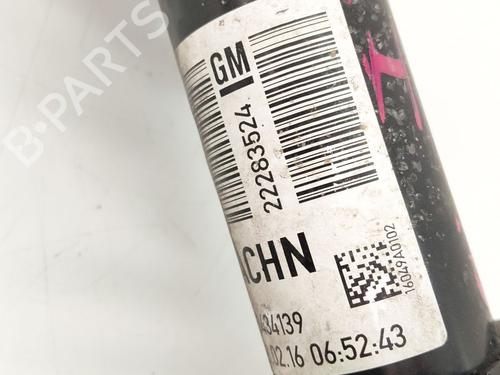 B-PARTS
GM
22283524
ACHN
434139
.02.16 06:52:43
16049A0102